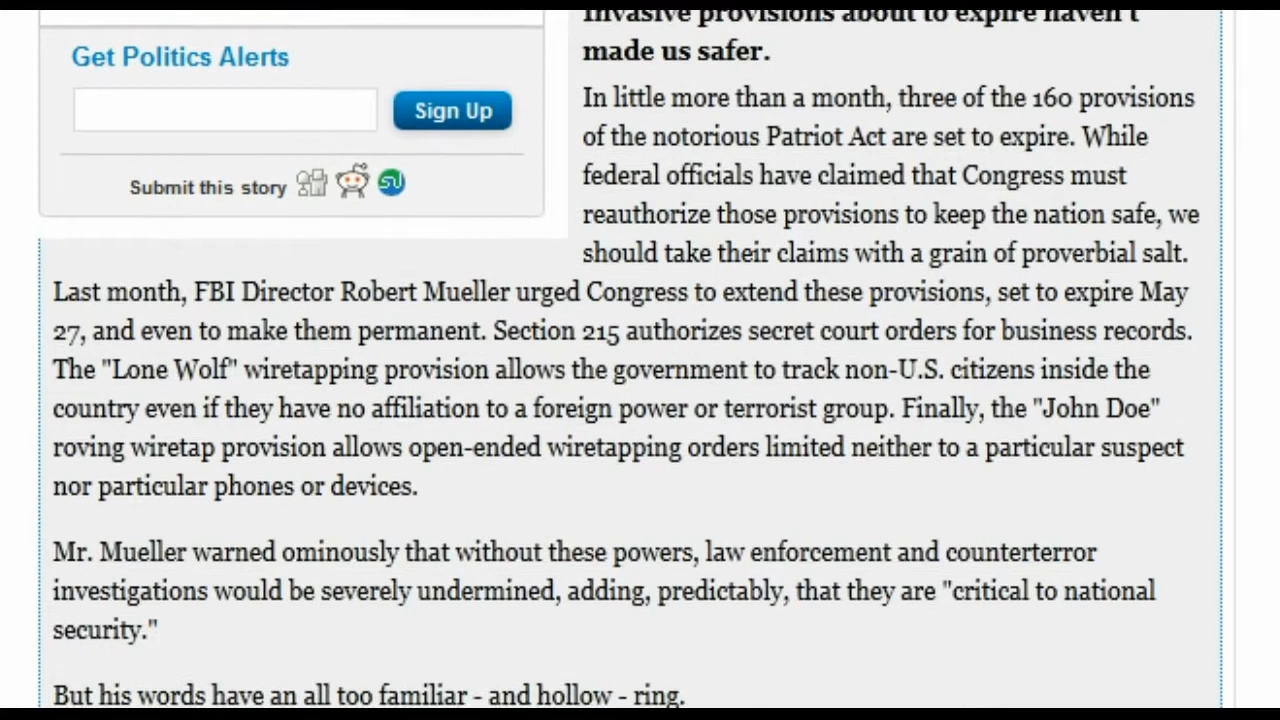 Invasive provisions about to expire haven't
made us safer.
Get Politics Alerts
Sign Up
Submit this story
In little more than a month, three of the 160 provisions
of the notorious Patriot Act are set to expire. While
federal officials have claimed that Congress must
reauthorize those provisions to keep the nation safe, we
should take their claims with a grain of proverbial salt.
Last month, FBI Director Robert Mueller urged Congress to extend these provisions, set to expire May
27, and even to make them permanent. Section 215 authorizes secret court orders for business records.
The "Lone Wolf" wiretapping provision allows the government to track non-U.S. citizens inside the
country even if they have no affiliation to a foreign power or terrorist group. Finally, the "John Doe"
roving wiretap provision allows open-ended wiretapping orders limited neither to a particular suspect
nor particular phones or devices.
Mr. Mueller warned ominously that without these powers, law enforcement and counterterror
investigations would be severely undermined, adding, predictably, that they are "critical to national
security."
But his words have an all too familiar - and hollow - ring.